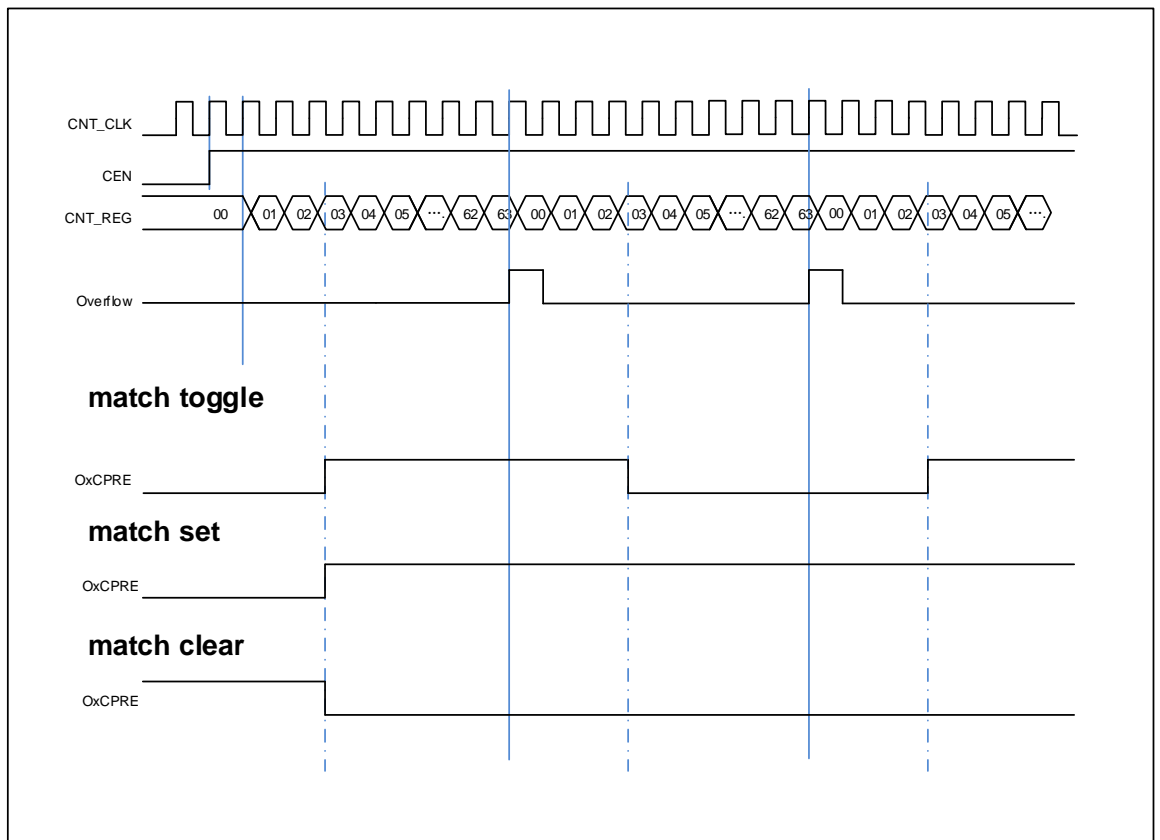 CNT_CLK
CEN
CNT_REG 00 01 02 03 04 05 .... 62 63 00 01 02 03 04 05 .... 62 63 00 01 02 03 04 05 ....
Overflow
match toggle
OxCPRE
match set
OxCPRE
match clear
OxCPRE